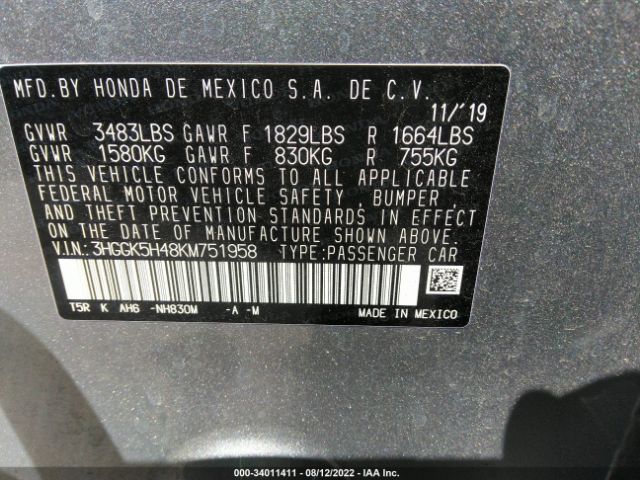 MFD.BY HONDA DE MEXICO S.A. DE C.V.
11/'19
GVWR 3483LBS GAWR F 1829LBS R 1664LBS
GVWR 1580KG GAWR F 830KG R 755KG
THIS VEHICLE CONFORMS TO ALL APPLICABLE
FEDERAL MOTOR VEHICLE SAFETY, BUMPER,
AND THEFT PREVENTION STANDARDS IN EFFECT
ON THE DATE OF MANUFACTURE SHOWN ABOVE.
V.I.N.: 3HGGK5H48KM751958 TYPE:PASSENGER CAR
T5R K AH6 -NH830M -A -M MADE IN MEXICO
000-34011411 - 08/12/2022 - IAA Inc.